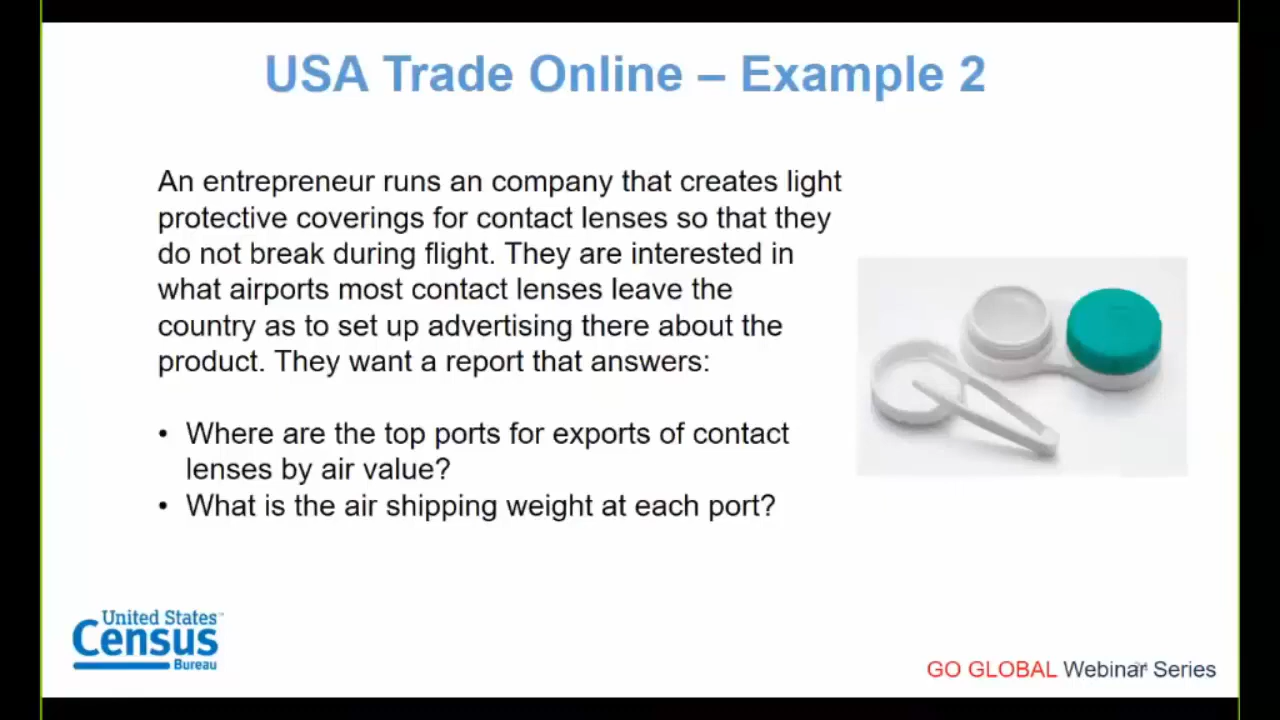 USA Trade Online – Example 2
An entrepreneur runs an company that creates light
protective coverings for contact lenses so that they
do not break during flight. They are interested in
what airports most contact lenses leave the
country as to set up advertising there about the
product. They want a report that answers:
• Where are the top ports for exports of contact
lenses by air value?
• What is the air shipping weight at each port?
United States™
Census
Bureau
GO GLOBAL Webinar Series